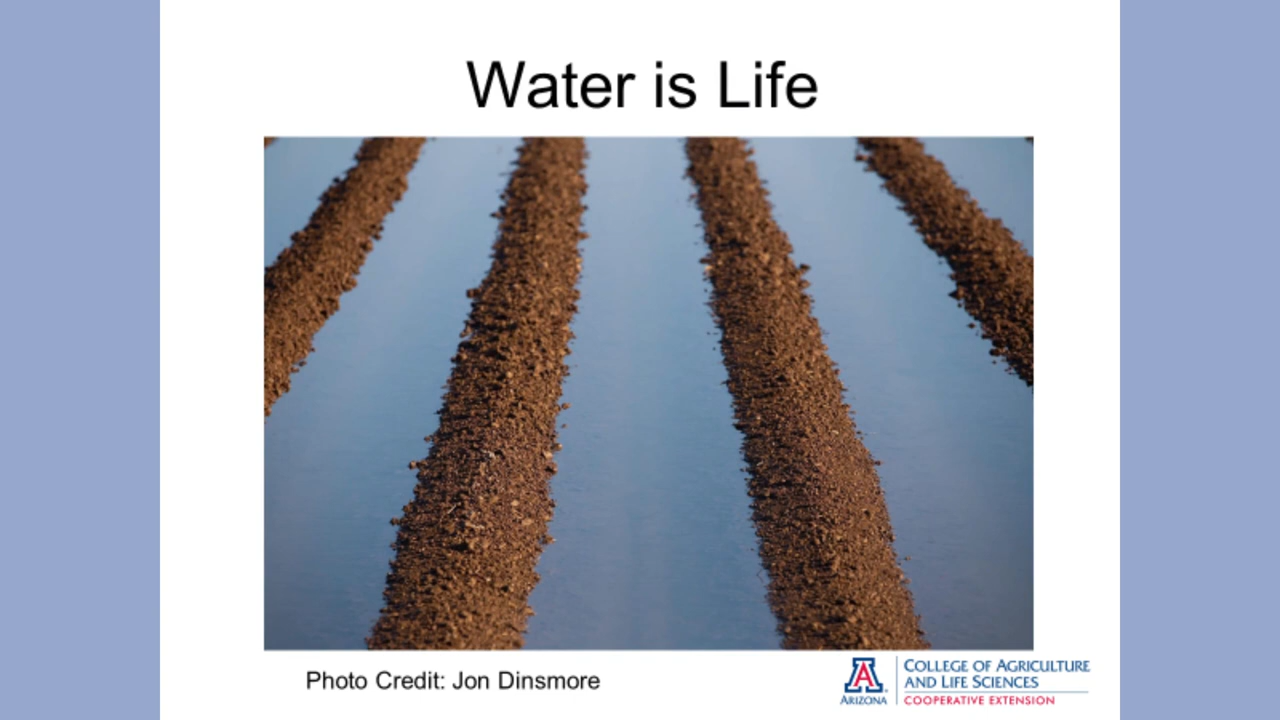 Water is Life
Photo Credit: Jon Dinsmore
A
ARIZONA
COLLEGE OF AGRICULTURE
AND LIFE SCIENCES
COOPERATIVE EXTENSION